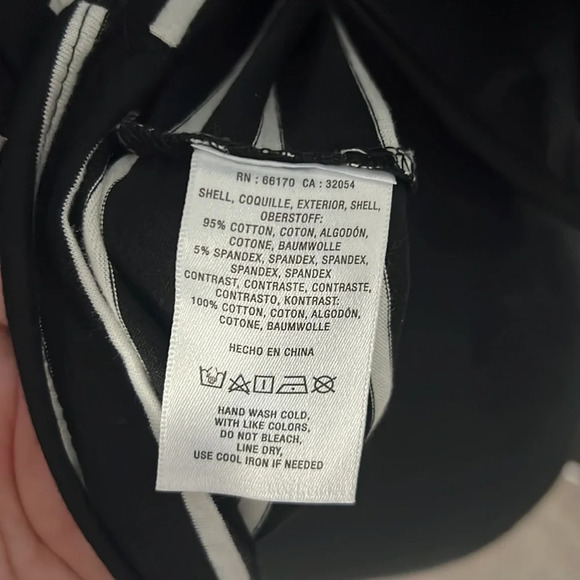 RN : 66170 CA : 32054
SHELL, COQUILLE, EXTERIOR, SHELL,
OBERSTOFF:
95% COTTON, COTON, ALGODÓN,
COTONE, BAUMWOLLE
5% SPANDEX, SPANDEX, SPANDEX,
SPANDEX, SPANDEX
CONTRAST, CONTRASTE, CONTRASTE,
CONTRASTO, KONTRAST:
100% COTTON, COTON, ALGODÓN,
COTONE, BAUMWOLLE
HECHO EN CHINA
HAND WASH COLD,
WITH LIKE COLORS,
DO NOT BLEACH,
LINE DRY,
USE COOL IRON IF NEEDED